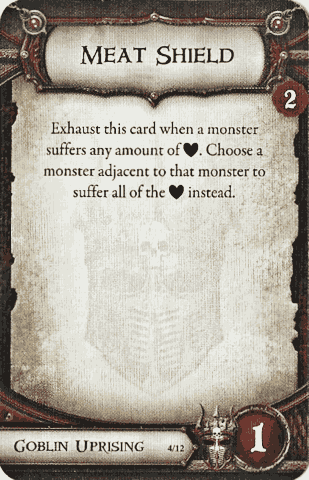 Meat Shield
2
Exhaust this card when a monster
suffers any amount of ♥. Choose a
monster adjacent to that monster to
suffer all of the ♥ instead.
Goblin Uprising 4/12 1